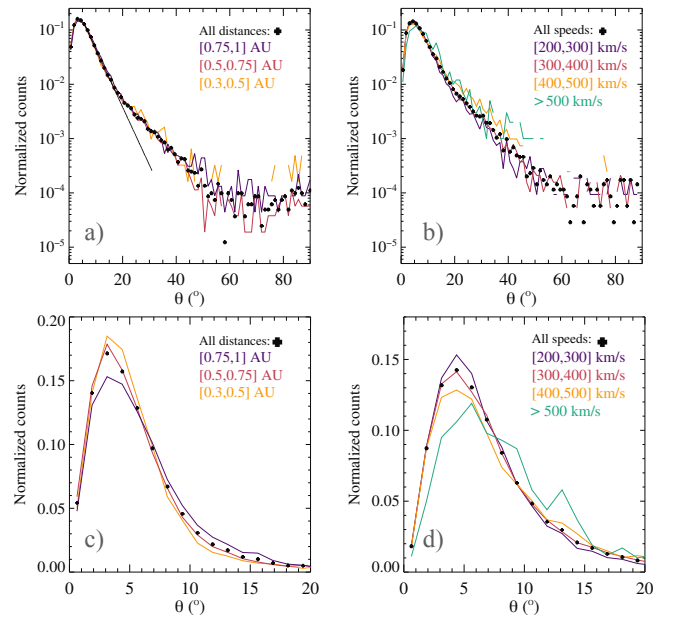 All distances: ✚
[0.75,1] AU
[0.5,0.75] AU
[0.3,0.5] AU
Normalized counts
10⁻¹
10⁻²
10⁻³
10⁻⁴
10⁻⁵
a)
0 20 40 60 80
θ (°)
All speeds: ✚
[200,300] km/s
[300,400] km/s
[400,500] km/s
> 500 km/s
Normalized counts
10⁻¹
10⁻²
10⁻³
10⁻⁴
10⁻⁵
b)
0 20 40 60 80
θ (°)
All distances: ✚
[0.75,1] AU
[0.5,0.75] AU
[0.3,0.5] AU
Normalized counts
0.20
0.15
0.10
0.05
0.00
c)
0 5 10 15 20
θ (°)
All speeds: ✚
[200,300] km/s
[300,400] km/s
[400,500] km/s
> 500 km/s
Normalized counts
0.15
0.10
0.05
0.00
d)
0 5 10 15 20
θ (°)